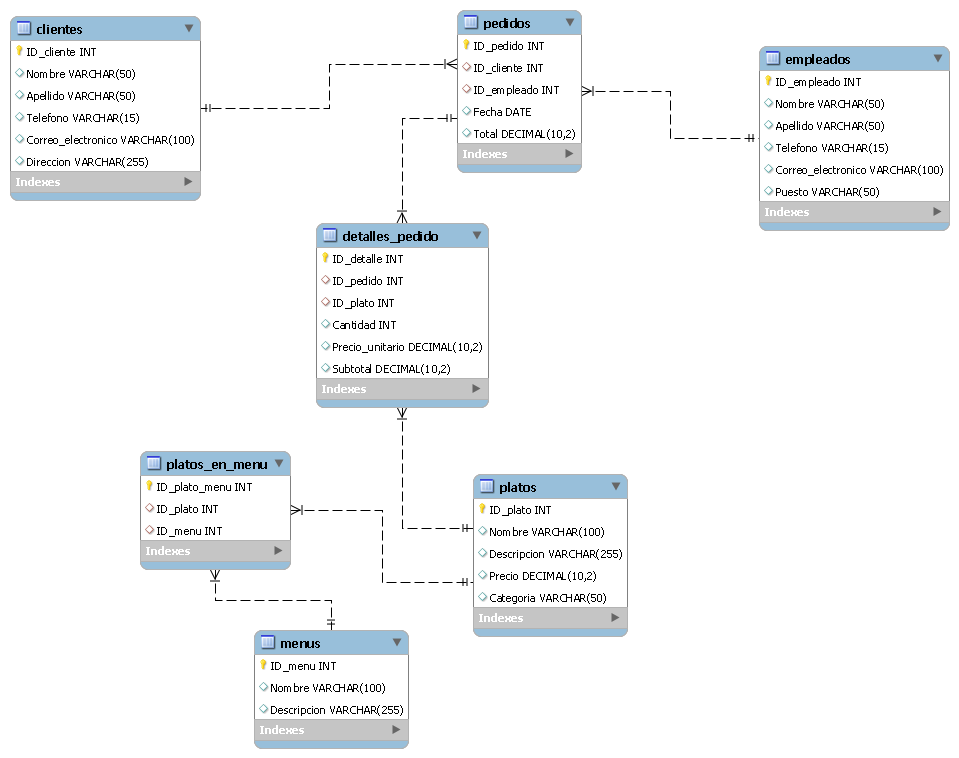 clientes
ID_cliente INT
Nombre VARCHAR(50)
Apellido VARCHAR(50)
Telefono VARCHAR(15)
Correo_electronico VARCHAR(100)
Direccion VARCHAR(255)
Indexes
pedidos
ID_pedido INT
ID_cliente INT
ID_empleado INT
Fecha DATE
Total DECIMAL(10,2)
Indexes
empleados
ID_empleado INT
Nombre VARCHAR(50)
Apellido VARCHAR(50)
Telefono VARCHAR(15)
Correo_electronico VARCHAR(100)
Puesto VARCHAR(50)
Indexes
detalles_pedido
ID_detalle INT
ID_pedido INT
ID_plato INT
Cantidad INT
Precio_unitario DECIMAL(10,2)
Subtotal DECIMAL(10,2)
Indexes
platos_en_menu
ID_plato_menu INT
ID_plato INT
ID_menu INT
Indexes
platos
ID_plato INT
Nombre VARCHAR(100)
Descripcion VARCHAR(255)
Precio DECIMAL(10,2)
Categoria VARCHAR(50)
Indexes
menus
ID_menu INT
Nombre VARCHAR(100)
Descripcion VARCHAR(255)
Indexes